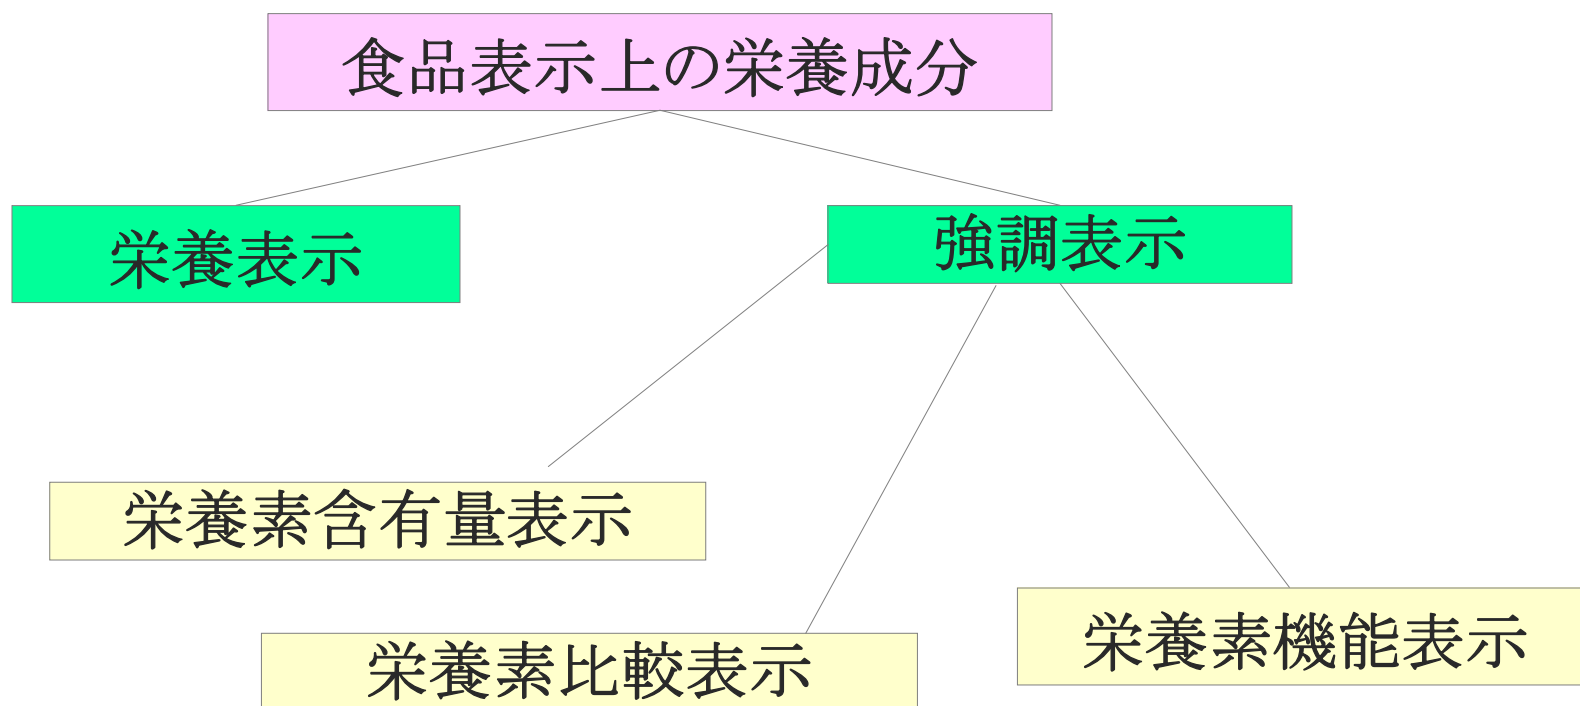 食品表示上の栄養成分
栄養表示
強調表示
栄養素含有量表示
栄養素比較表示
栄養素機能表示